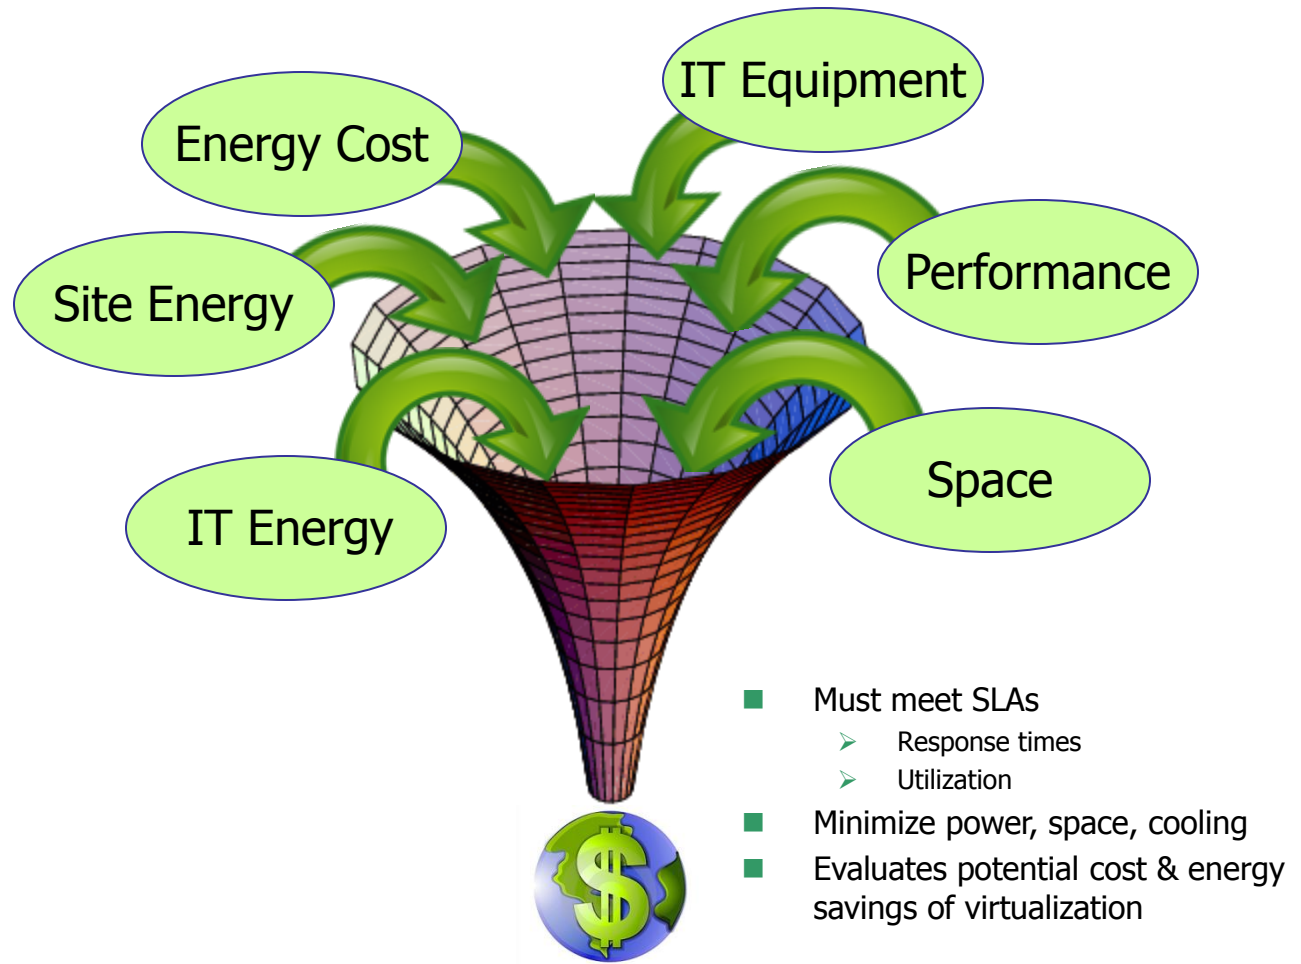 IT Equipment
Energy Cost
Performance
Site Energy
Space
IT Energy
Must meet SLAs
Response times
Utilization
Minimize power, space, cooling
Evaluates potential cost & energy
savings of virtualization
$